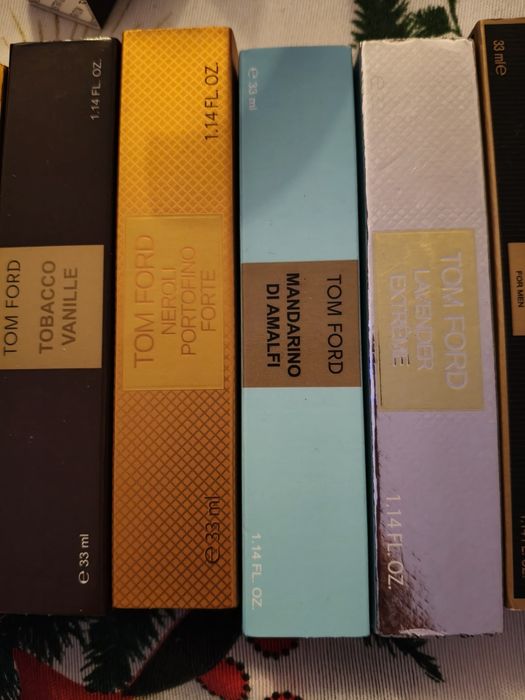 1.14 FL. OZ.
TOM FORD
TOBACCO
VANILLE
℮ 33 ml
1.14 FL. OZ.
TOM FORD
NEROLI
PORTOFINO
FORTE
℮ 33 ml
℮ 33 ml
TOM FORD
MANDARINO
DI AMALFI
1.14 FL. OZ.
TOM FORD
LAVENDER
EXTRÊME
1.14 FL. OZ.
33 ml℮
FOR MEN